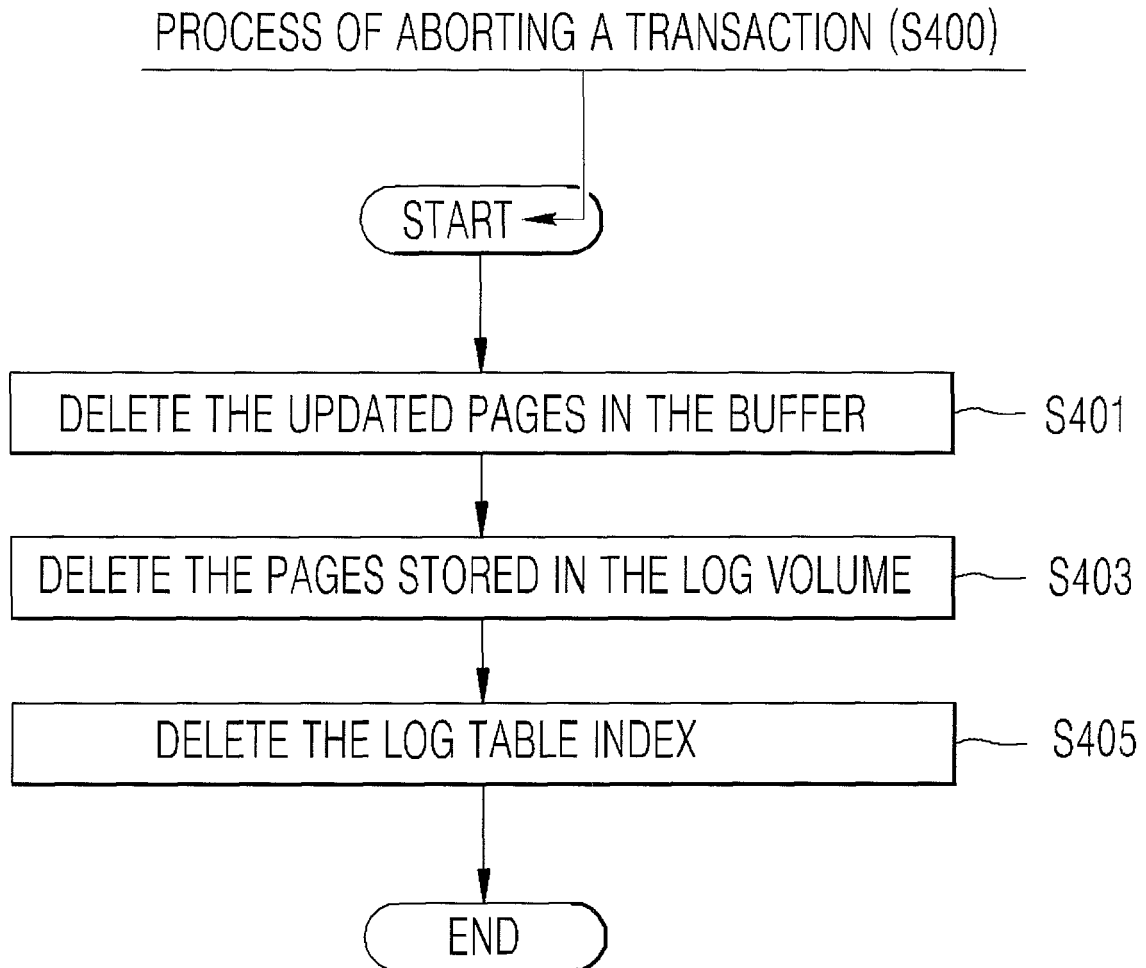 PROCESS OF ABORTING A TRANSACTION (S400)
START
DELETE THE UPDATED PAGES IN THE BUFFER S401
DELETE THE PAGES STORED IN THE LOG VOLUME S403
DELETE THE LOG TABLE INDEX S405
END